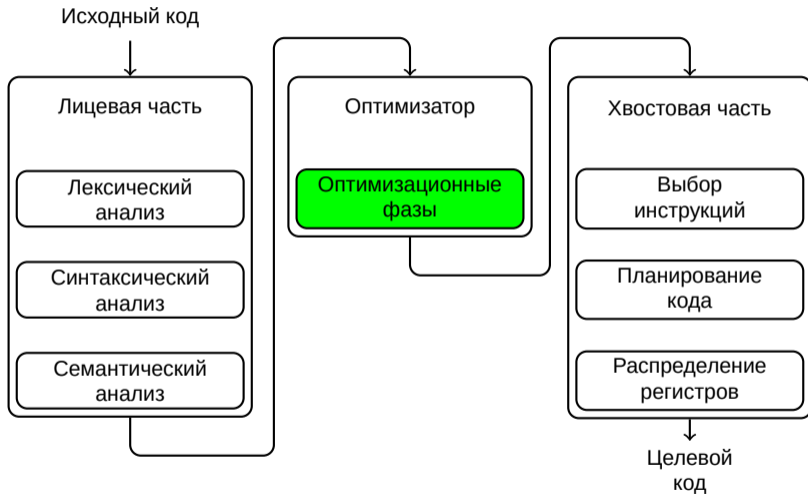 Исходный код
Лицевая часть
Лексический
анализ
Синтаксический
анализ
Семантический
анализ
Оптимизатор
Оптимизационные
фазы
Хвостовая часть
Выбор
инструкций
Планирование
кода
Распределение
регистров
Целевой
код